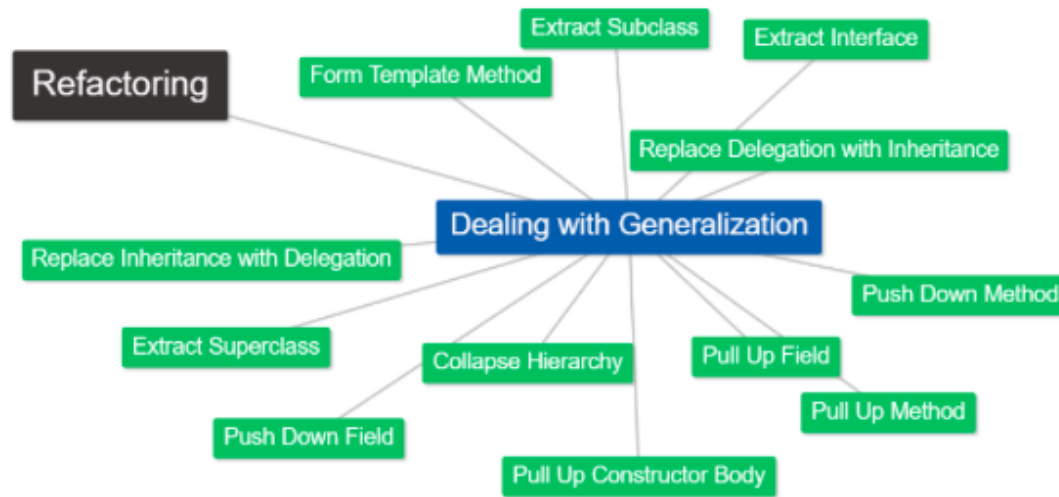 Extract Subclass
Extract Interface
Refactoring
Form Template Method
Replace Delegation with Inheritance
Dealing with Generalization
Replace Inheritance with Delegation
Push Down Method
Extract Superclass
Collapse Hierarchy
Pull Up Field
Pull Up Method
Push Down Field
Pull Up Constructor Body